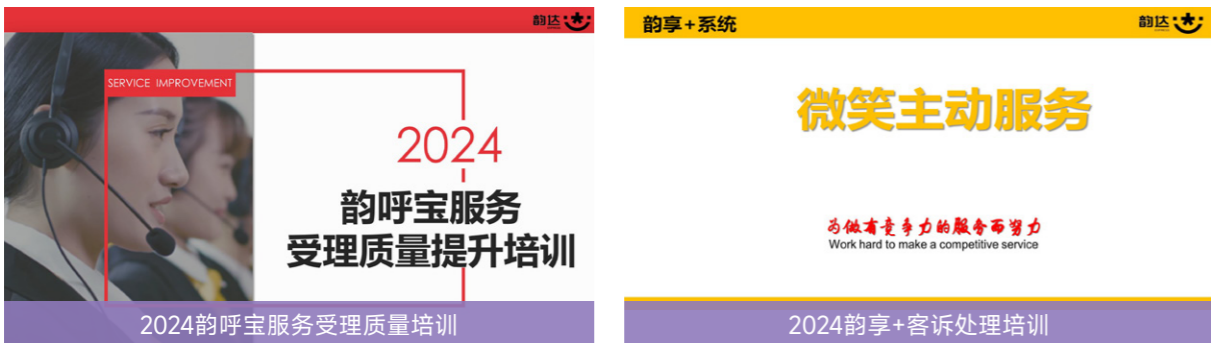 韵达
SERVICE IMPROVEMENT
2024
韵呼宝服务
受理质量提升培训
2024韵呼宝服务受理质量培训
韵享+系统
韵达
微笑主动服务
为做有竞争力的服务而努力
Work hard to make a competitive service
2024韵享+客诉处理培训